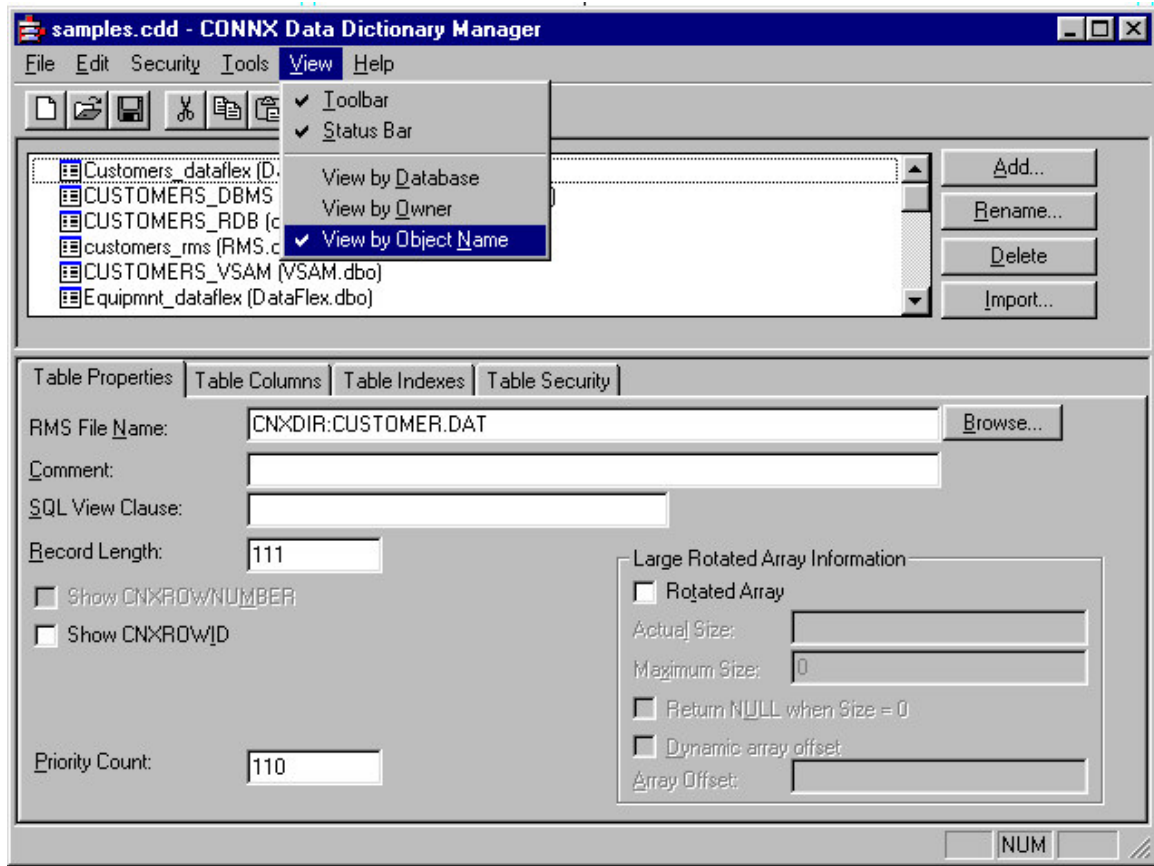 samples.cdd - CONNX Data Dictionary Manager
File Edit Security Tools View Help
Toolbar
Status Bar
View by Database
View by Owner
View by Object Name
Customers_dataflex (D
CUSTOMERS_DBMS
CUSTOMERS_RDB (
customers_rms (RMS.
CUSTOMERS_VSAM (VSAM.dbo)
Equipmnt_dataflex (DataFlex.dbo)
Add...
Rename...
Delete
Import...
Table Properties Table Columns Table Indexes Table Security
RMS File Name: CNXDIR:CUSTOMER.DAT Browse...
Comment:
SQL View Clause:
Record Length: 111
Show CNXROWNUMBER
Show CNXROWID
Priority Count: 110
Large Rotated Array Information
Rotated Array
Actual Size:
Maximum Size: 0
Return NULL when Size = 0
Dynamic array offset
Array Offset:
NUM